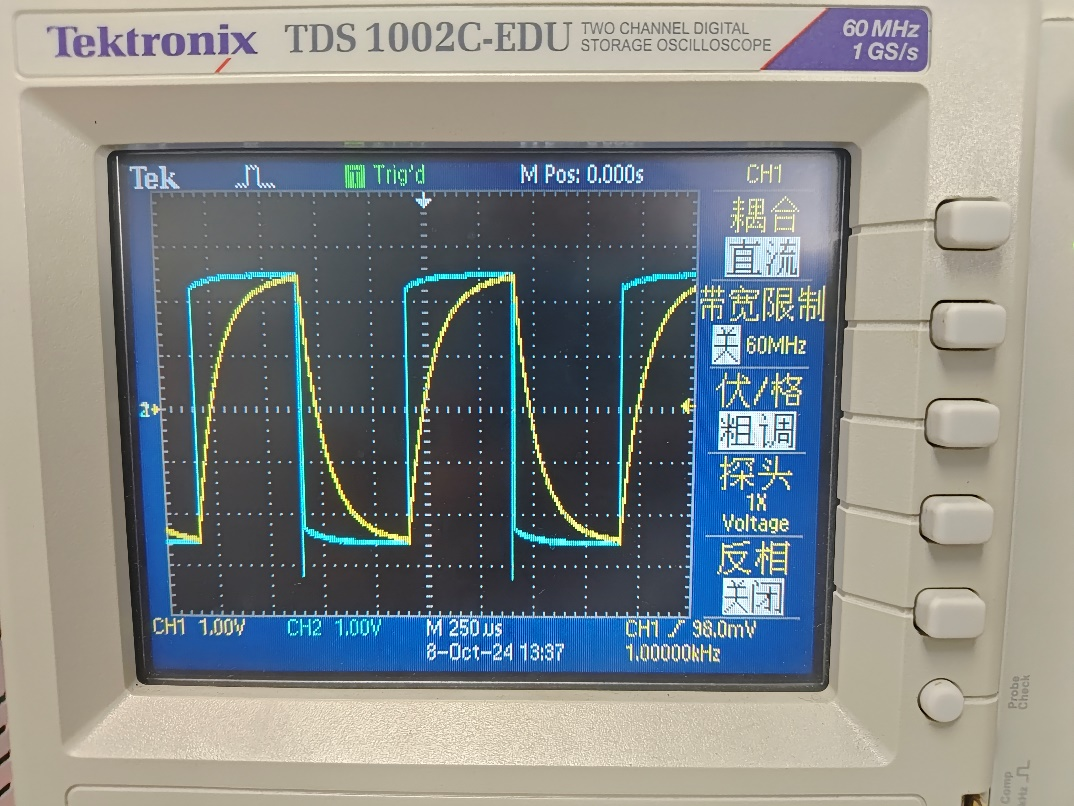 Tektronix TDS 1002C-EDU TWO CHANNEL DIGITAL STORAGE OSCILLOSCOPE
60 MHz
1 GS/s
Tek Trig'd M Pos: 0.000s CH1
耦合
直流
带宽限制
关 60MHz
伏/格
粗调
探头
1X
Voltage
反相
关闭
CH1 1.00V CH2 1.00V M 250µs CH1 98.0mV
8-Oct-24 13:37 1.00000kHz
Probe
Check